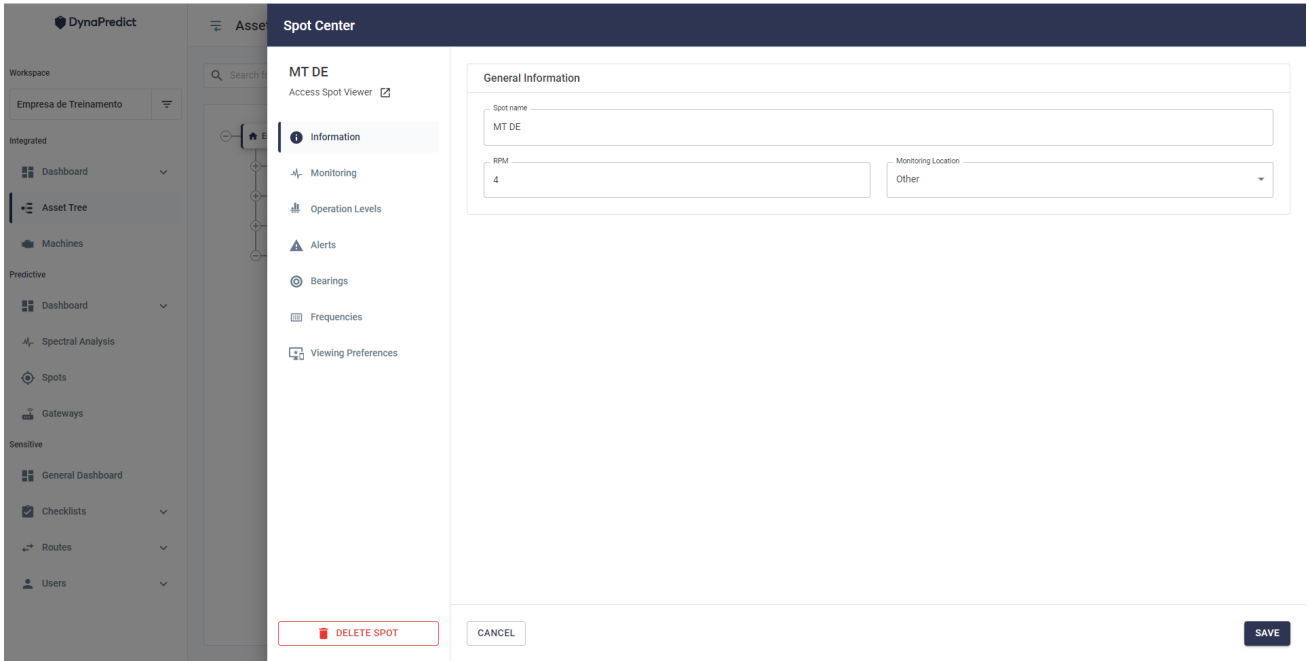 DynaPredict
Workspace
Empresa de Treinamento
Integrated
Dashboard
Asset Tree
Machines
Predictive
Dashboard
Spectral Analysis
Spots
Gateways
Sensitive
General Dashboard
Checklists
Routes
Users
Asset
Search f
E
Spot Center
MT DE
Access Spot Viewer
Information
Monitoring
Operation Levels
Alerts
Bearings
Frequencies
Viewing Preferences
DELETE SPOT
General Information
Spot name
MT DE
RPM
4
Monitoring Location
Other
CANCEL
SAVE